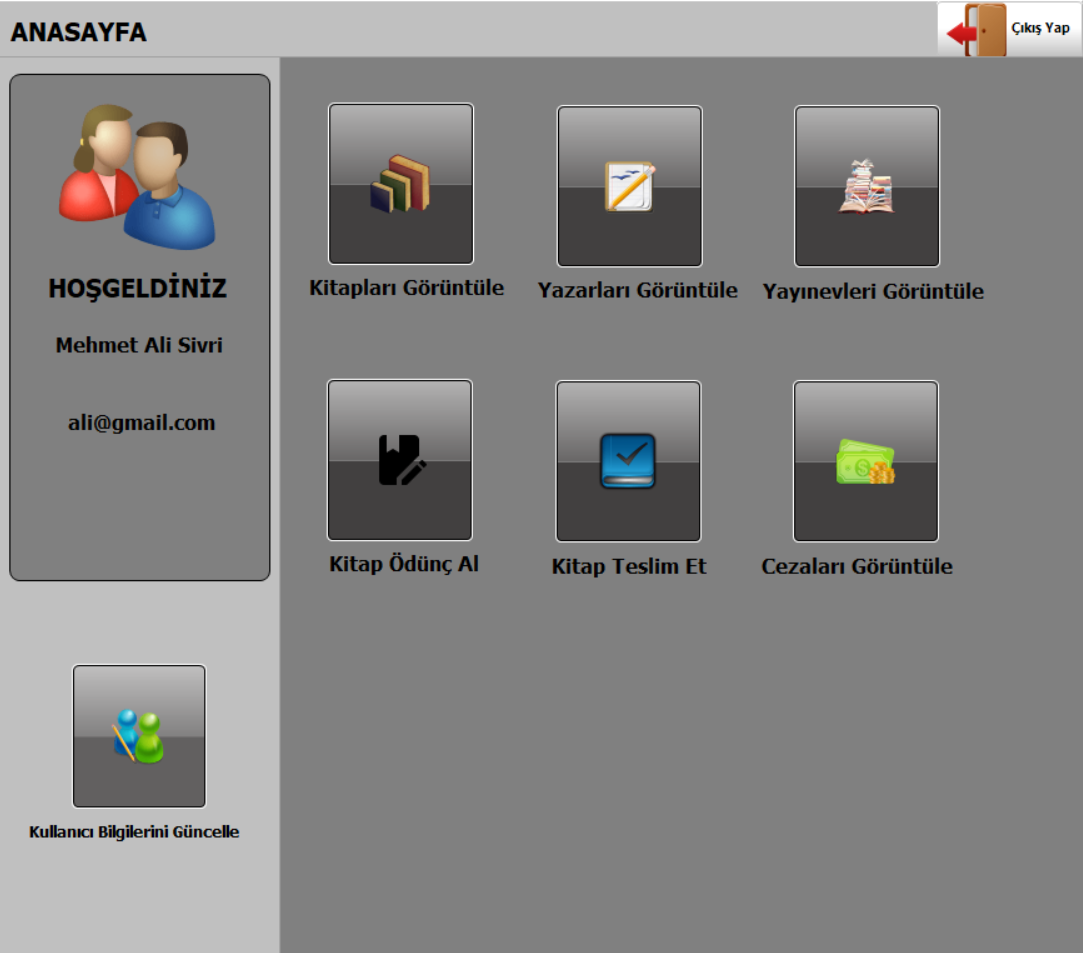 ANASAYFA
Çıkış Yap
HOŞGELDİNİZ
Mehmet Ali Sivri
ali@gmail.com
Kitapları Görüntüle
Yazarları Görüntüle
Yayınevleri Görüntüle
Kitap Ödünç Al
Kitap Teslim Et
Cezaları Görüntüle
Kullanıcı Bilgilerini Güncelle